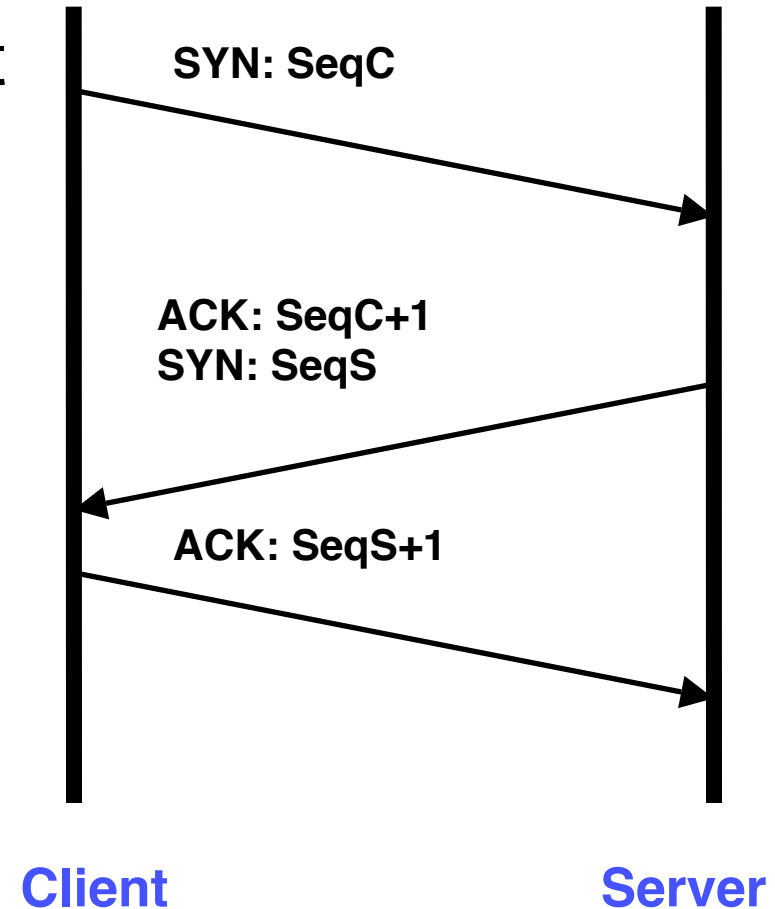 t
SYN: SeqC
ACK: SeqC+1
SYN: SeqS
ACK: SeqS+1
Client
Server